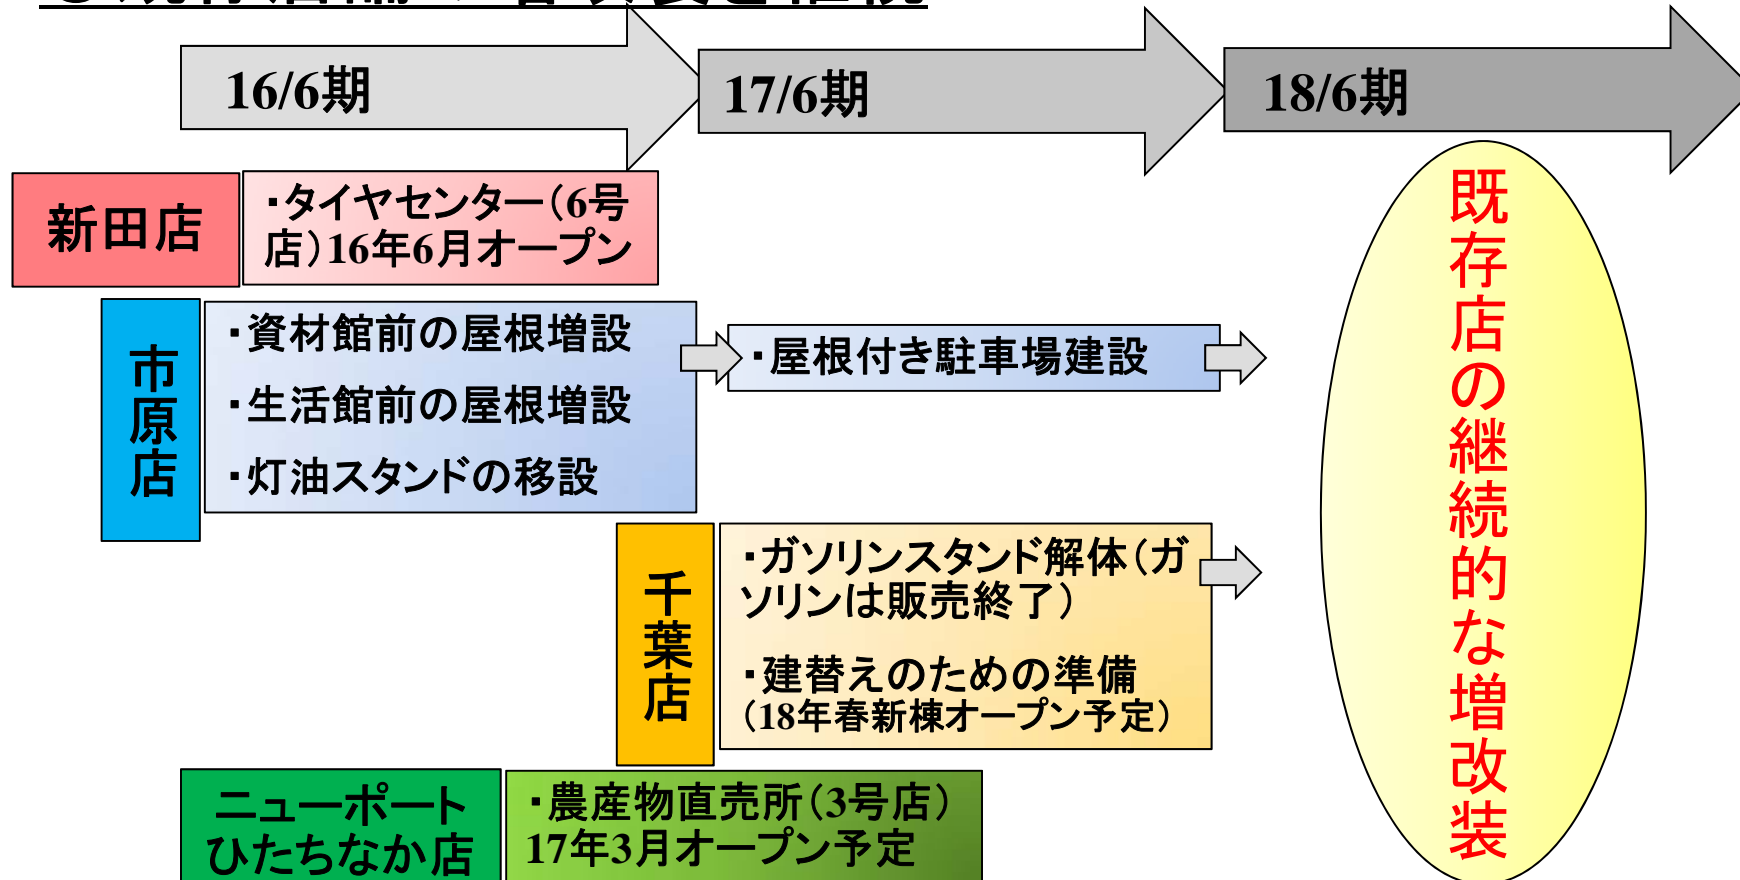 16/6期
17/6期
18/6期
新田店
・タイヤセンター(6号
店)16年6月オープン
市原店
・資材館前の屋根増設
・生活館前の屋根増設
・灯油スタンドの移設
・屋根付き駐車場建設
千葉店
・ガソリンスタンド解体(ガ
ソリンは販売終了)
・建替えのための準備
(18年春新棟オープン予定)
ニューポート
ひたちなか店
・農産物直売所(3号店)
17年3月オープン予定
既存店の継続的な増改装